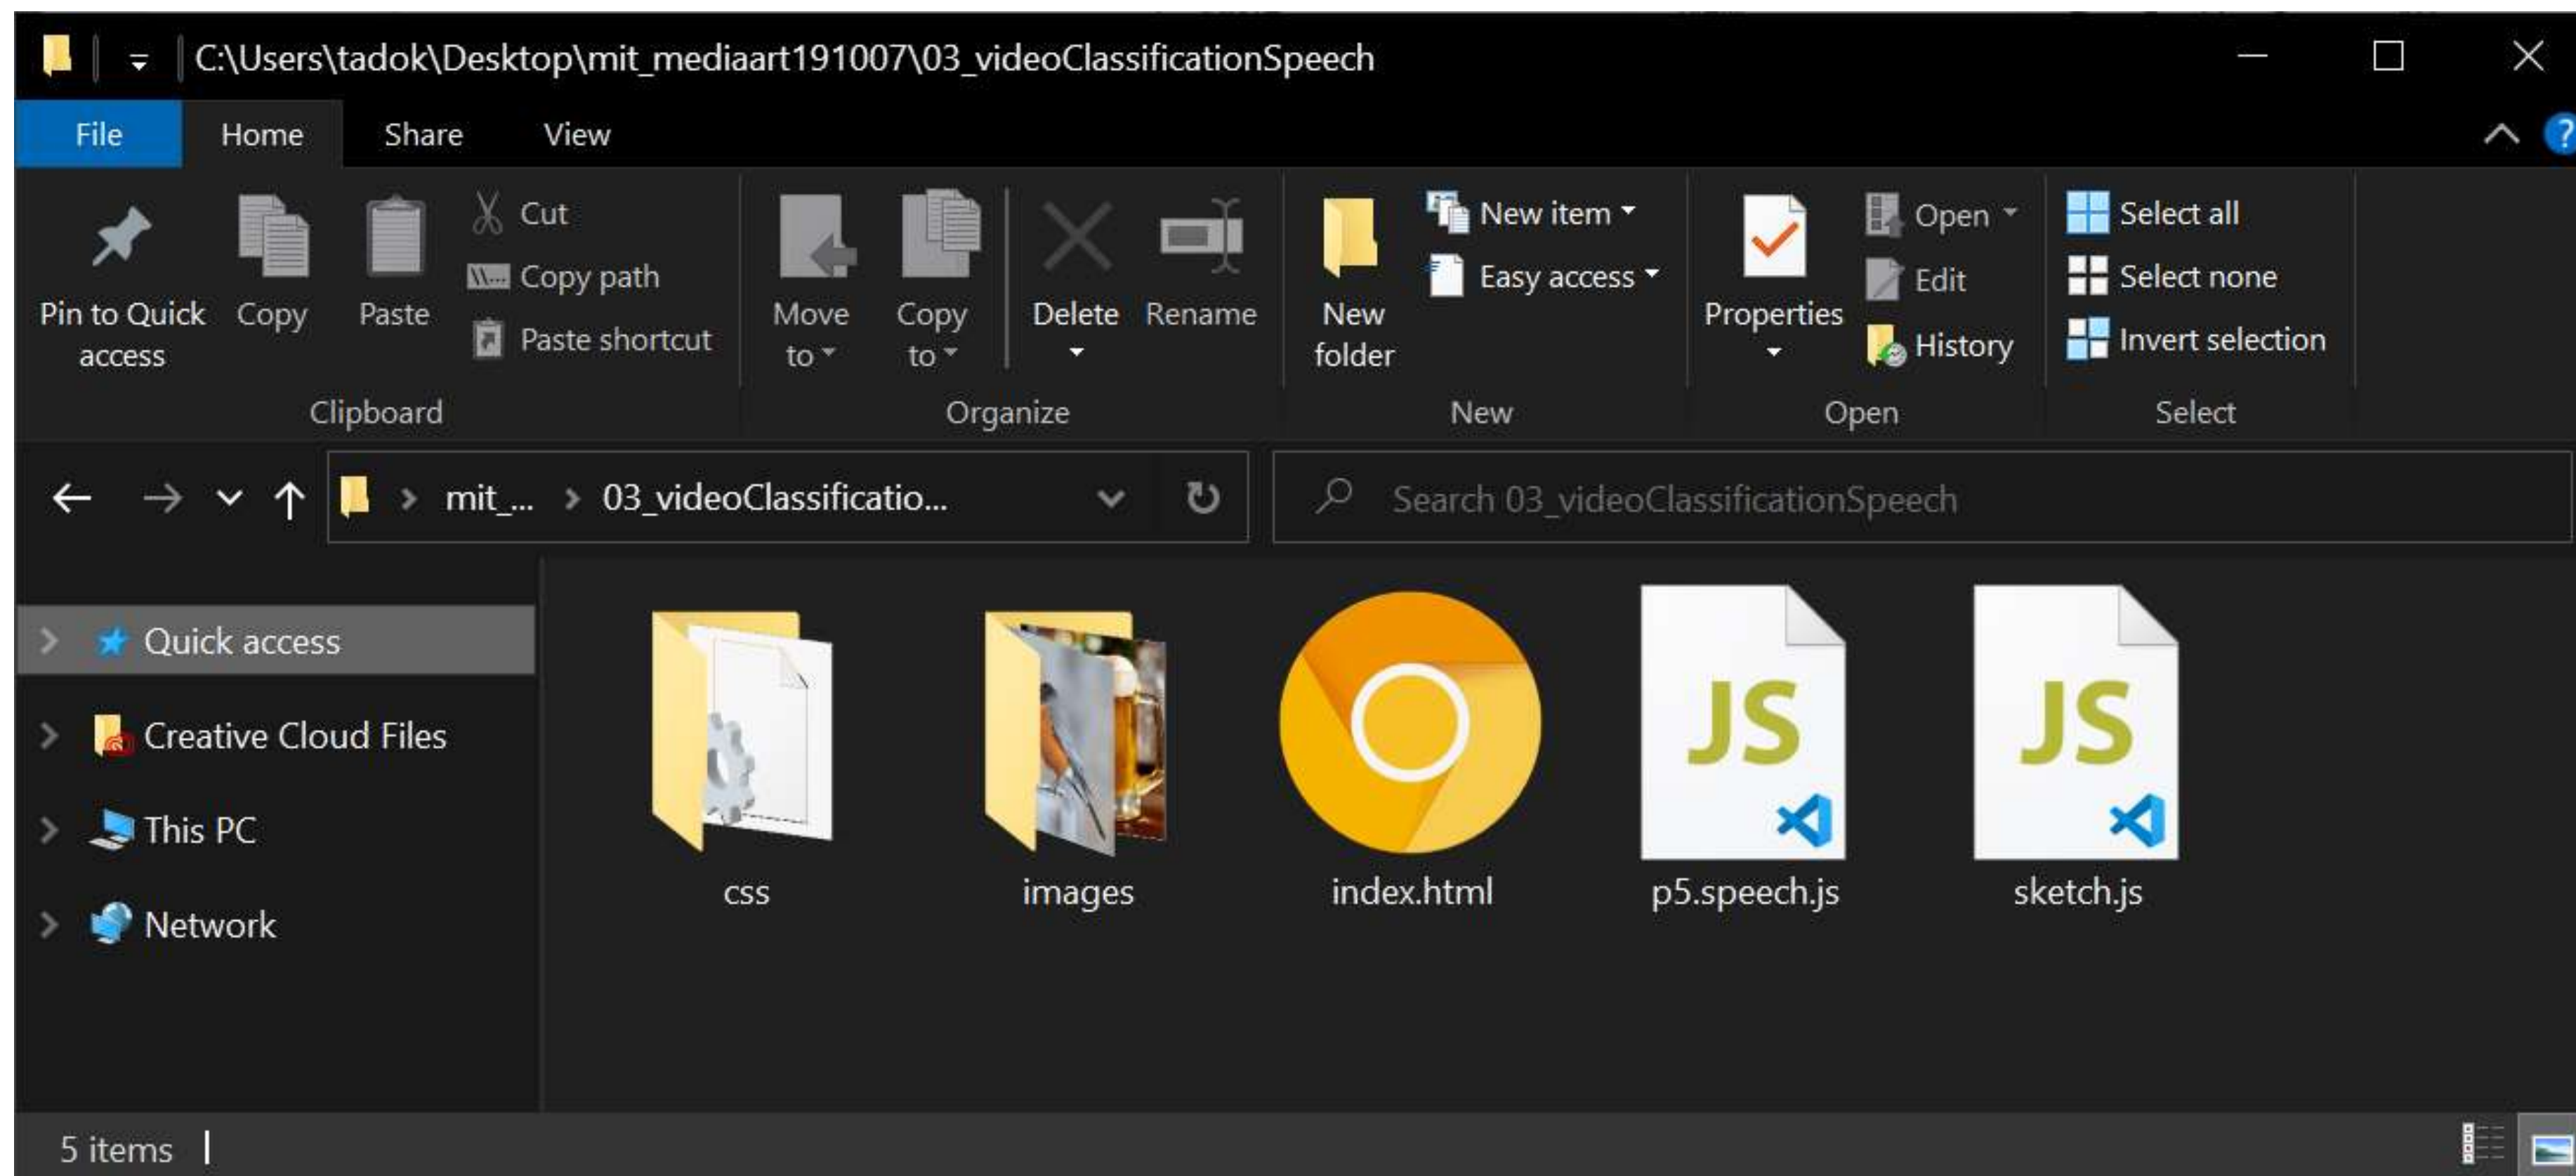 C:\Users\tadok\Desktop\mit_mediaart191007\03_videoClassificationSpeech
File Home Share View
?
Pin to Quick access
Copy
Paste
Cut
Copy path
Paste shortcut
Clipboard
Move to
Copy to
Delete
Rename
Organize
New folder
New item
Easy access
New
Properties
Open
Edit
History
Open
Select all
Select none
Invert selection
Select
mit_... 03_videoClassificatio...
Search 03_videoClassificationSpeech
Quick access
Creative Cloud Files
This PC
Network
JS
JS
css
images
index.html
p5.speech.js
sketch.js
5 items